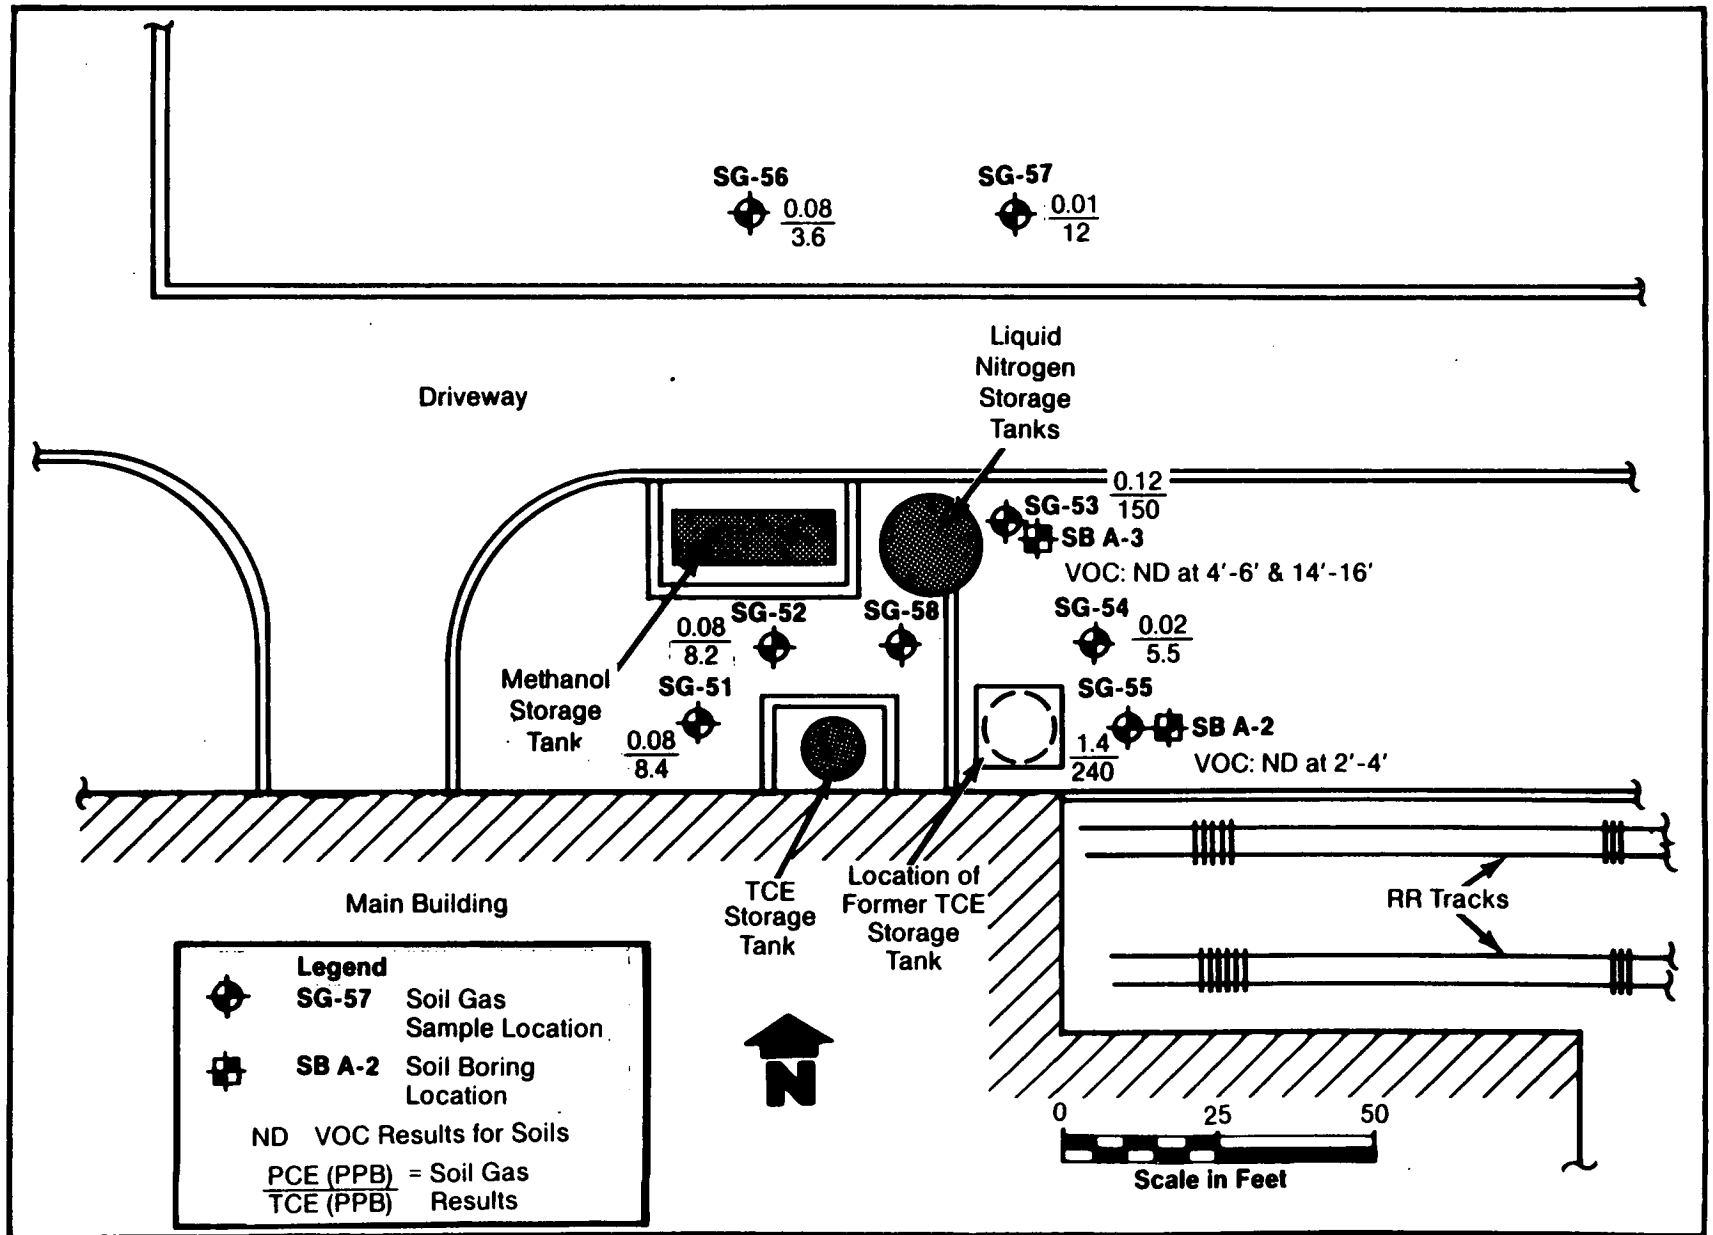 SG-56
0.08
3.6
SG-57
0.01
12
Liquid
Nitrogen
Storage
Tanks
Driveway
SG-53
0.12
150
SB A-3
VOC: ND at 4'-6' & 14'-16'
SG-52
0.08
8.2
SG-58
SG-54
0.02
5.5
Methanol
Storage
Tank
SG-51
0.08
8.4
SG-55
1.4
240
SB A-2
VOC: ND at 2'-4'
Main Building
TCE
Storage
Tank
Location of
Former TCE
Storage
Tank
RR Tracks
Legend
SG-57 Soil Gas
Sample Location
SB A-2 Soil Boring
Location
ND VOC Results for Soils
PCE (PPB) = Soil Gas
TCE (PPB) Results
N
0 25 50
Scale in Feet